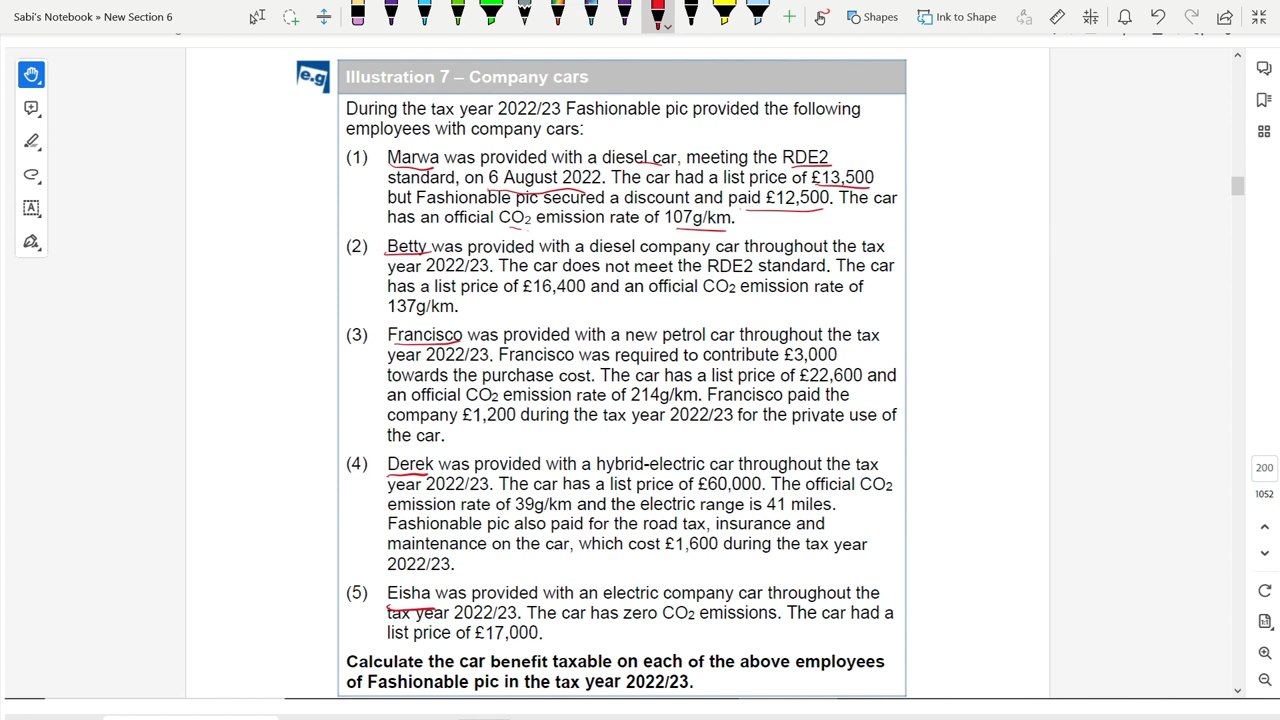 Sabi's Notebook » New Section 6
Shapes
Ink to Shape
e.g
Illustration 7 – Company cars
During the tax year 2022/23 Fashionable pic provided the following
employees with company cars:
(1) Marwa was provided with a diesel car, meeting the RDE2
standard, on 6 August 2022. The car had a list price of £13,500
but Fashionable pic secured a discount and paid £12,500. The car
has an official CO2 emission rate of 107g/km.
(2) Betty was provided with a diesel company car throughout the tax
year 2022/23. The car does not meet the RDE2 standard. The car
has a list price of £16,400 and an official CO2 emission rate of
137g/km.
(3) Francisco was provided with a new petrol car throughout the tax
year 2022/23. Francisco was required to contribute £3,000
towards the purchase cost. The car has a list price of £22,600 and
an official CO2 emission rate of 214g/km. Francisco paid the
company £1,200 during the tax year 2022/23 for the private use of
the car.
(4) Derek was provided with a hybrid-electric car throughout the tax
year 2022/23. The car has a list price of £60,000. The official CO2
emission rate of 39g/km and the electric range is 41 miles.
Fashionable pic also paid for the road tax, insurance and
maintenance on the car, which cost £1,600 during the tax year
2022/23.
(5) Eisha was provided with an electric company car throughout the
tax year 2022/23. The car has zero CO2 emissions. The car had a
list price of £17,000.
Calculate the car benefit taxable on each of the above employees
of Fashionable pic in the tax year 2022/23.
200
1052